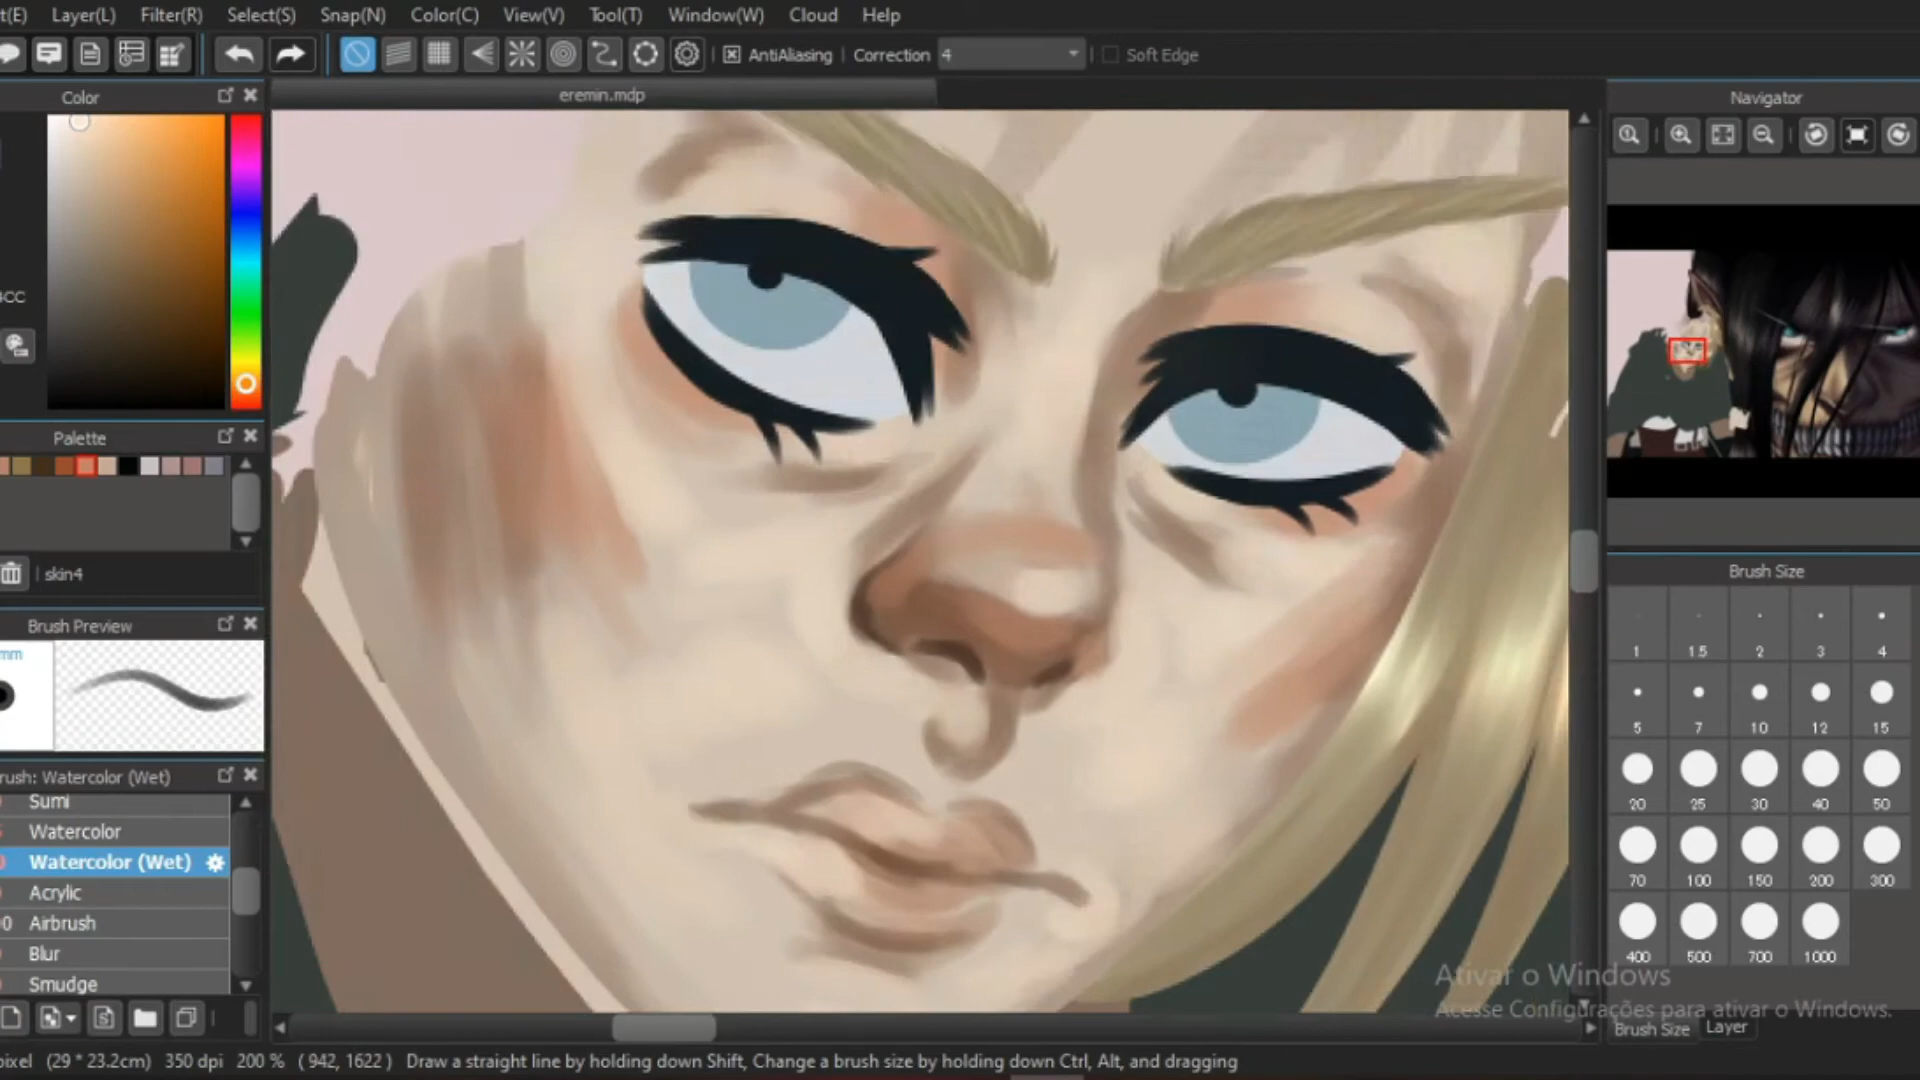 t(E) Layer(L) Filter(R) Select(S) Snap(N) Color(C) View(V) Tool(T) Window(W) Cloud Help
AntiAliasing Correction 4 Soft Edge
Color
eremin.mdp
Navigator
CC
Palette
skin4
Brush Preview
mm
rush: Watercolor (Wet)
Sumi
Watercolor
Watercolor (Wet)
Acrylic
Airbrush
Blur
Smudge
Brush Size
1 1.5 2 3 4
5 7 10 12 15
20 25 30 40 50
70 100 150 200 300
400 500 700 1000
Ativar o Windows
Acesse Configurações para ativar o Windows.
Brush Size Layer
pixel (29 * 23.2cm) 350 dpi 200 % ( 942, 1622 ) Draw a straight line by holding down Shift, Change a brush size by holding down Ctrl, Alt, and dragging